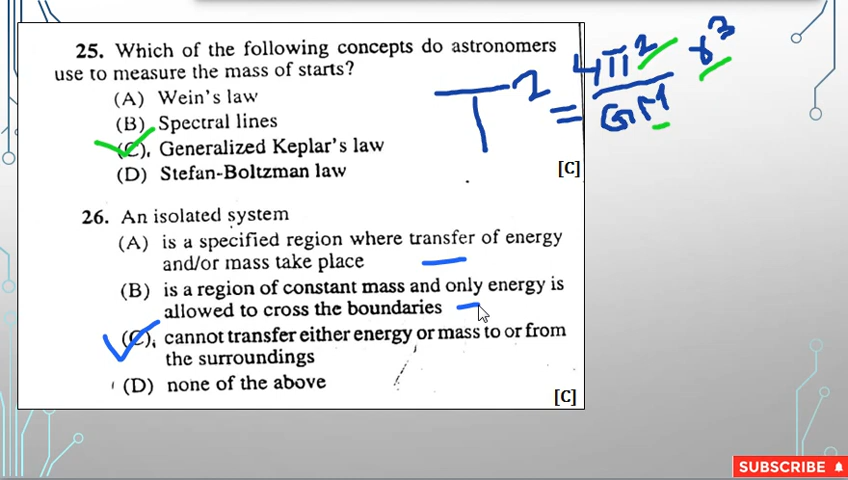 25. Which of the following concepts do astronomers
use to measure the mass of starts?
(A) Wein's law
(B) Spectral lines
(C) Generalized Keplar's law
(D) Stefan-Boltzman law
[C]
T² = 4π² r³
GM
26. An isolated system
(A) is a specified region where transfer of energy
and/or mass take place
(B) is a region of constant mass and only energy is
allowed to cross the boundaries
(C) cannot transfer either energy or mass to or from
the surroundings
(D) none of the above
[C]
SUBSCRIBE